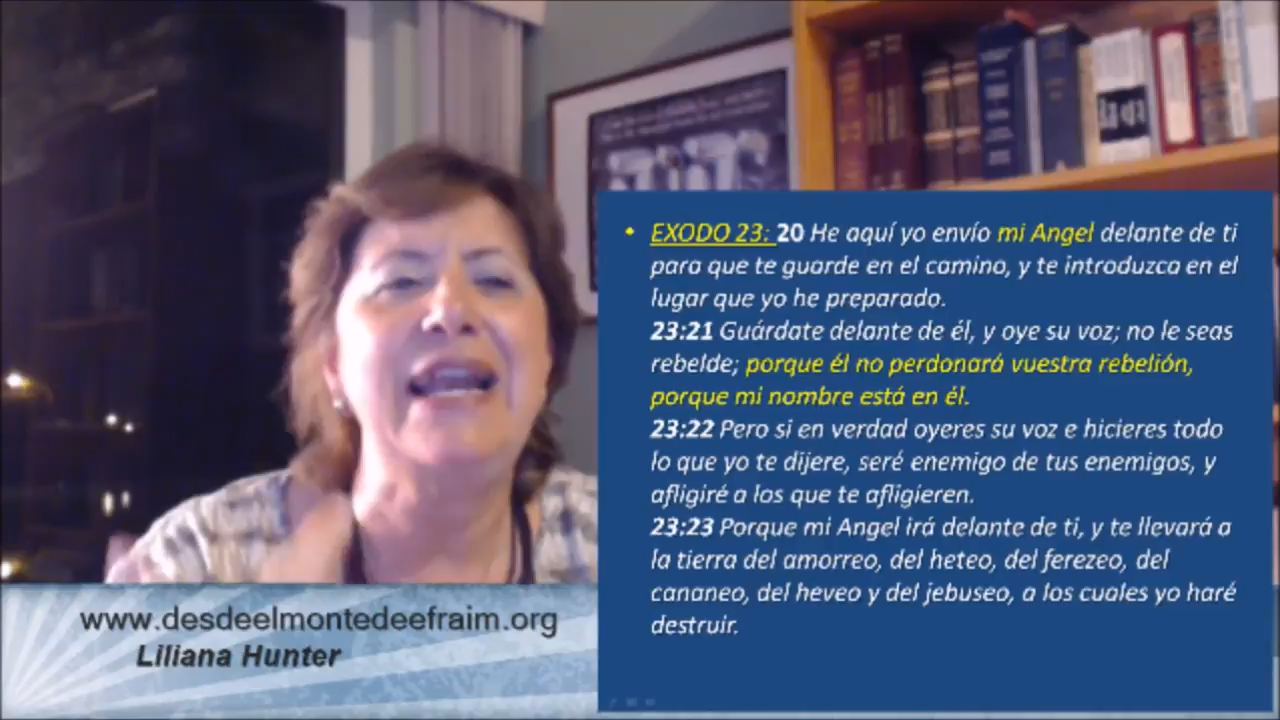 • EXODO 23: 20 He aquí yo envío mi Angel delante de ti
para que te guarde en el camino, y te introduzca en el
lugar que yo he preparado.
23:21 Guárdate delante de él, y oye su voz; no le seas
rebelde; porque él no perdonará vuestra rebelión,
porque mi nombre está en él.
23:22 Pero si en verdad oyeres su voz e hicieres todo
lo que yo te dijere, seré enemigo de tus enemigos, y
afligiré a los que te afligieren.
23:23 Porque mi Angel irá delante de ti, y te llevará a
la tierra del amorreo, del heteo, del ferezeo, del
cananeo, del heveo y del jebuseo, a los cuales yo haré
destruir.
www.desdeelmontedeefraim.org
Liliana Hunter